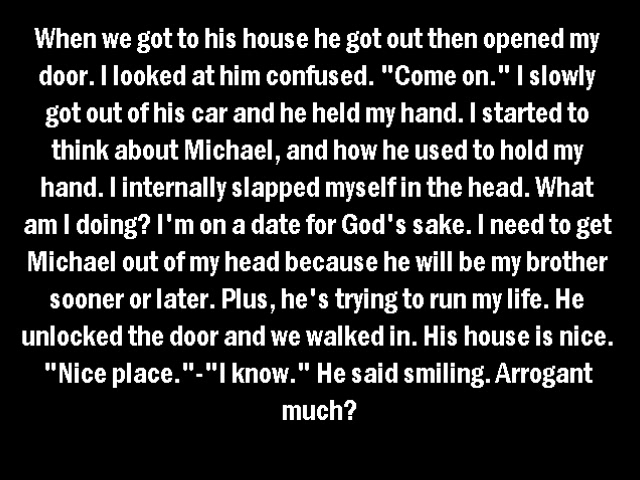 When we got to his house he got out then opened my
door. I looked at him confused. "Come on." I slowly
got out of his car and he held my hand. I started to
think about Michael, and how he used to hold my
hand. I internally slapped myself in the head. What
am I doing? I'm on a date for God's sake. I need to get
Michael out of my head because he will be my brother
sooner or later. Plus, he's trying to run my life. He
unlocked the door and we walked in. His house is nice.
"Nice place."-"I know." He said smiling. Arrogant
much?